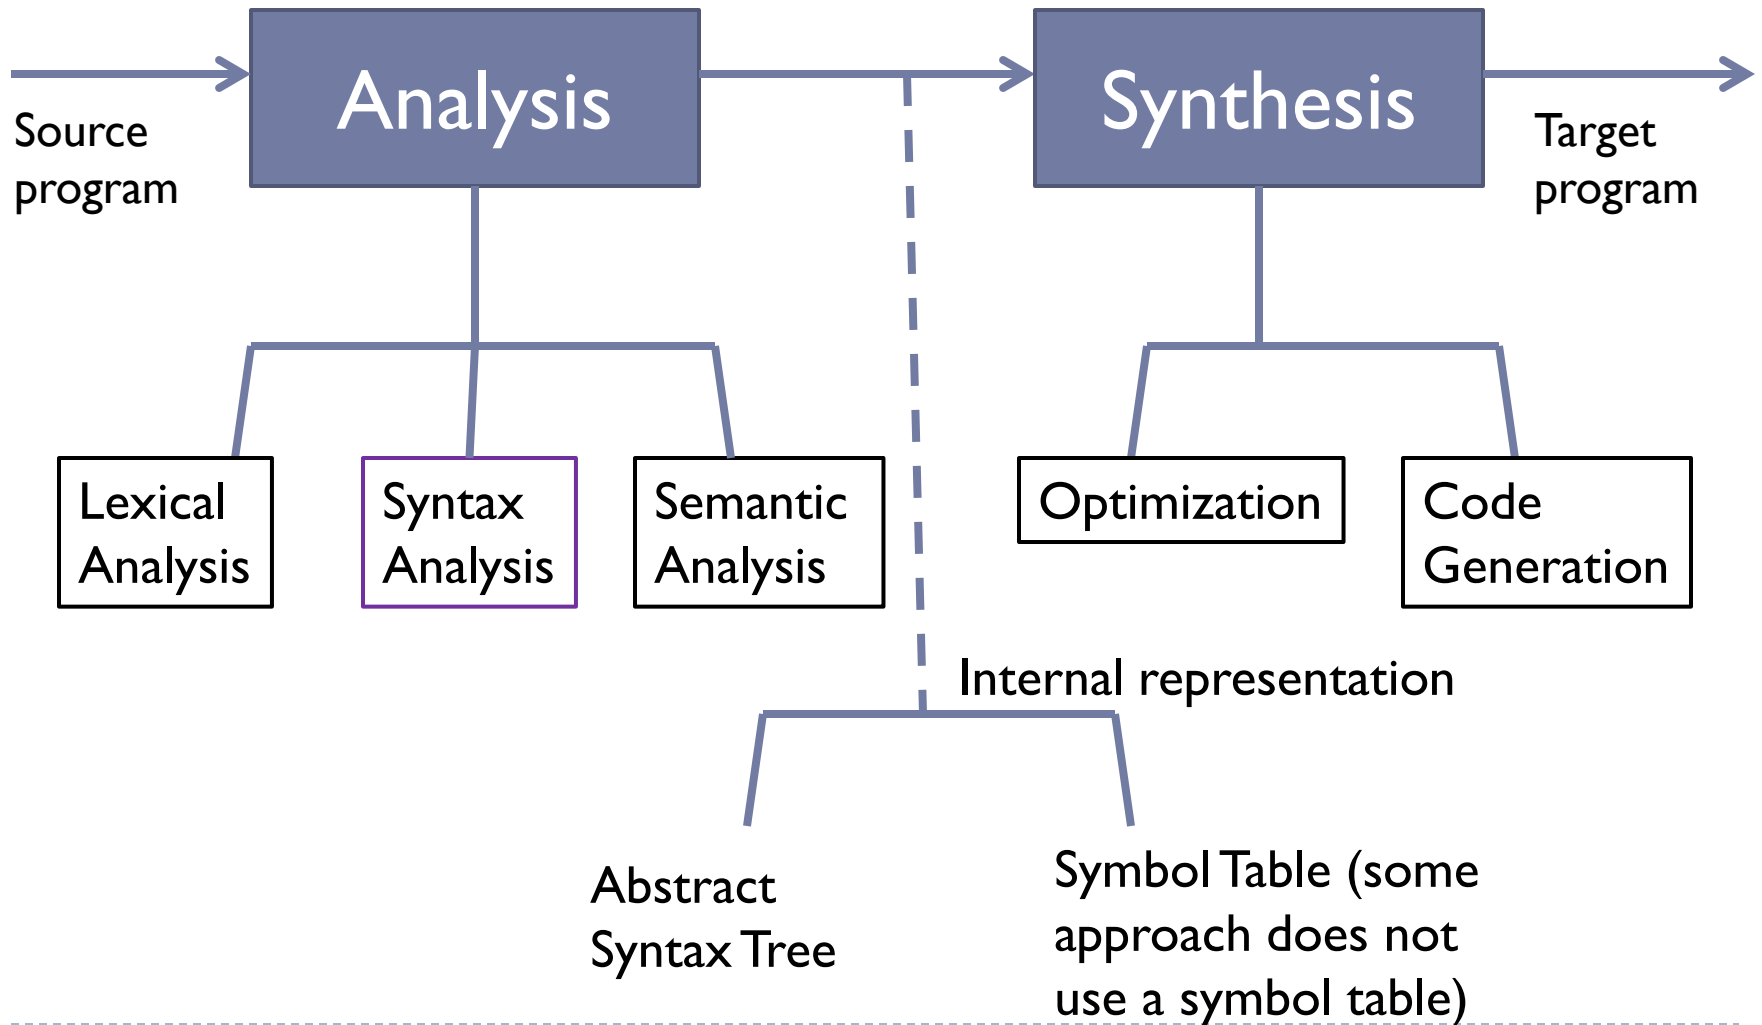 Analysis
Synthesis
Source
program
Target
program
Lexical
Analysis
Syntax
Analysis
Semantic
Analysis
Optimization
Code
Generation
Internal representation
Abstract
Syntax Tree
Symbol Table (some
approach does not
use a symbol table)